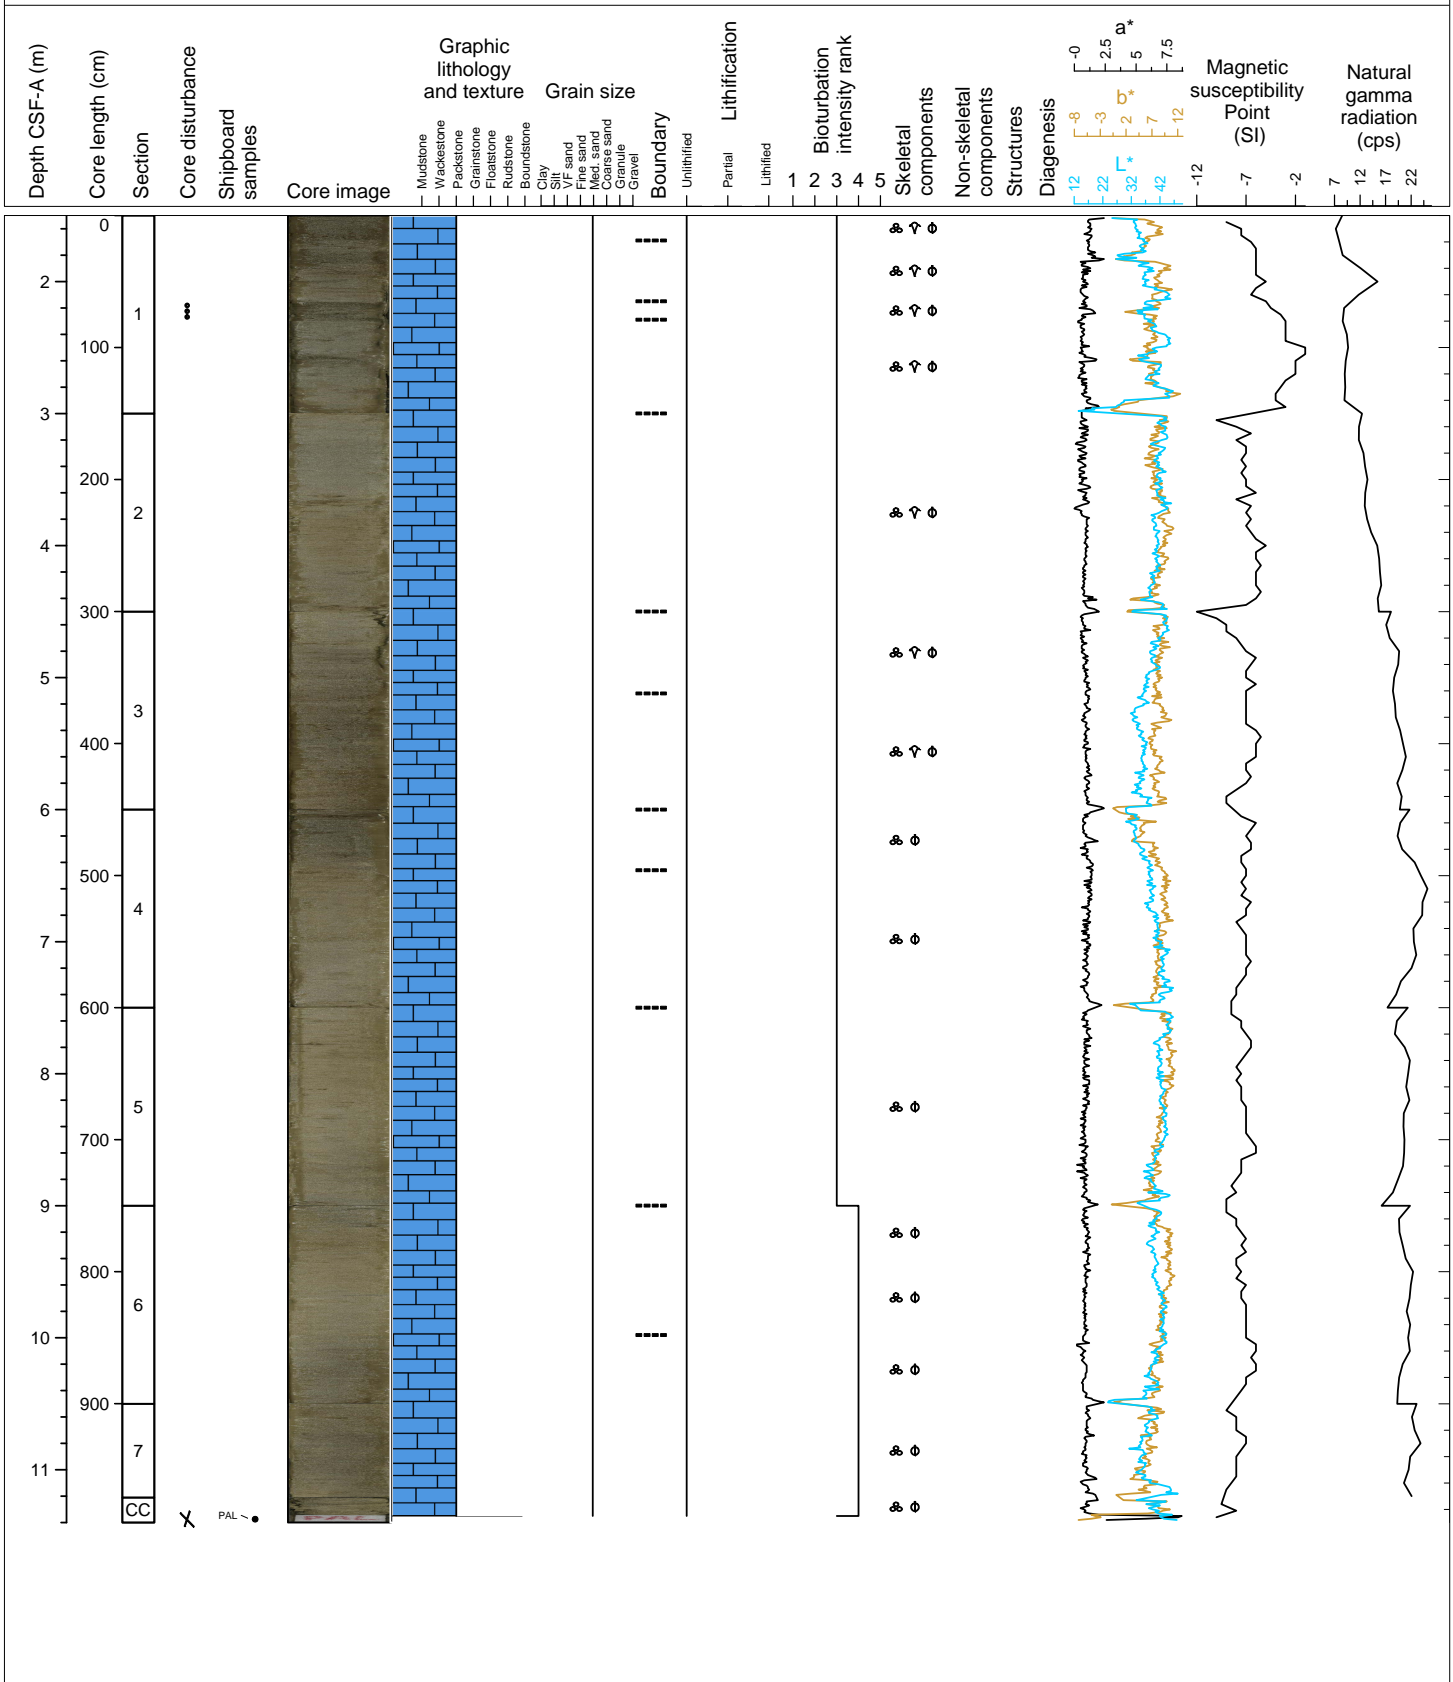 Depth CSF-A (m)
Core length (cm)
Section
Core disturbance
Shipboard
samples
Core image
Graphic
lithology
and texture
Mudstone
Wackestone
Packstone
Grainstone
Floatstone
Rudstone
Boundstone
Grain size
Clay
Silt
VF sand
Fine sand
Med. sand
Coarse sand
Granule
Gravel
Boundary
Lithification
Unlithified
Partial
Lithified
Bioturbation
intensity rank
1 2 3 4 5
Skeletal
components
Non-skeletal
components
Structures
Diagenesis
a*
-0 2.5 5 7.5
b*
-8 -3 2 7 12
L*
12 22 32 42
Magnetic
susceptibility
Point
(SI)
-12 -7 -2
Natural
gamma
radiation
(cps)
7 12 17 22
0
2
1
100
3
200
2
4
300
5
3
400
6
500
4
7
600
8
5
700
9
800
6
10
900
7
11
CC
PAL
PAL